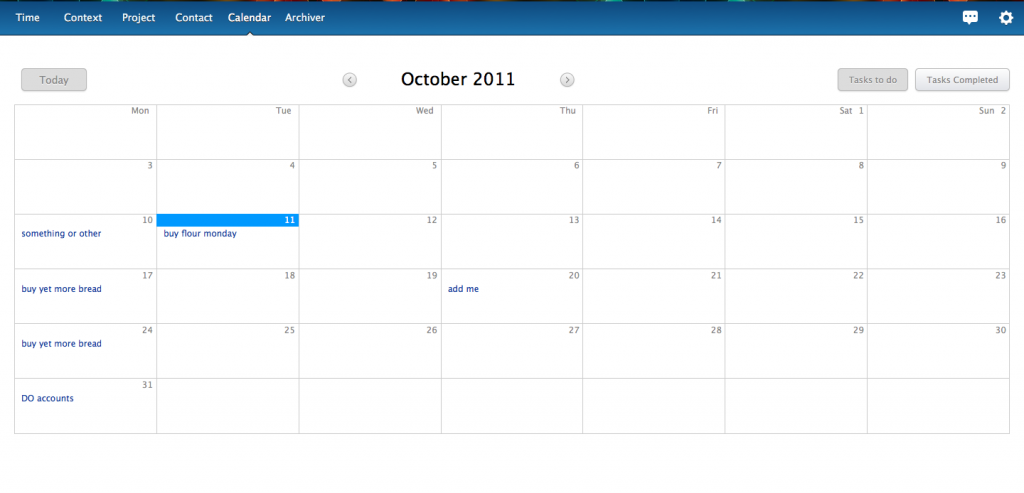 Time Context Project Contact Calendar Archiver
Today October 2011 Tasks to do Tasks Completed
Mon Tue Wed Thu Fri Sat 1 Sun 2
3 4 5 6 7 8 9
10 11 12 13 14 15 16
something or other buy flour monday
17 18 19 20 21 22 23
buy yet more bread add me
24 25 26 27 28 29 30
buy yet more bread
31
DO accounts